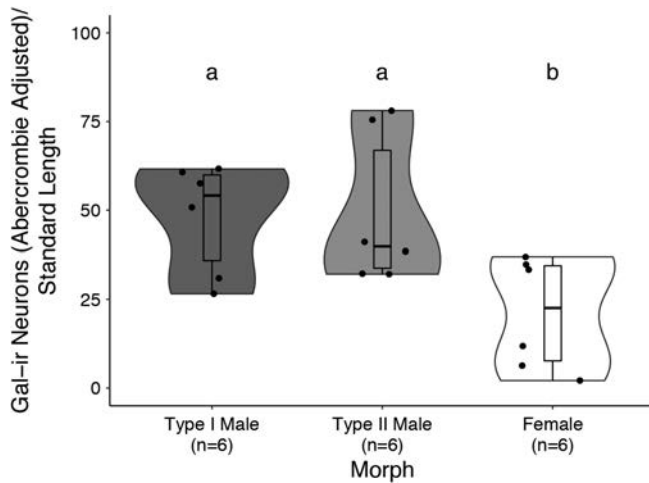 Gal-ir Neurons (Abercrombie Adjusted)/
Standard Length
100
75
50
25
0
a
a
b
Type I Male
(n=6)
Type II Male
(n=6)
Female
(n=6)
Morph